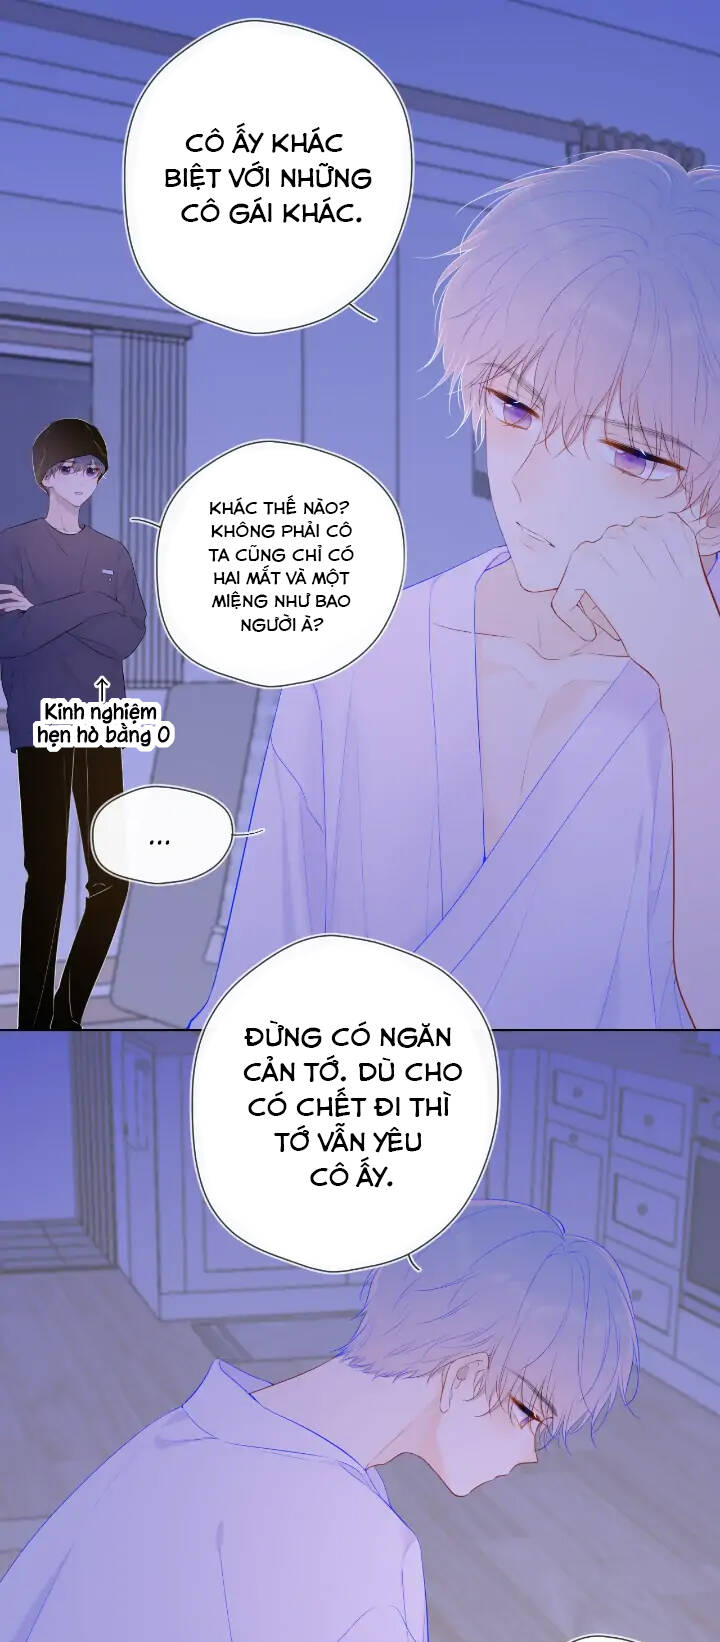 CÔ ẤY KHÁC
BIỆT VỚI NHỮNG
CÔ GÁI KHÁC.
KHÁC THẾ NÀO?
KHÔNG PHẢI CÔ
TA CŨNG CHỈ CÓ
HAI MẮT VÀ MỘT
MIỆNG NHƯ BAO
NGƯỜI À?
Kinh nghiệm
hẹn hò bằng 0
...
ĐỪNG CÓ NGĂN
CẢN TỚ. DÙ CHO
CÓ CHẾT ĐI THÌ
TỚ VẪN YÊU
CÔ ẤY.